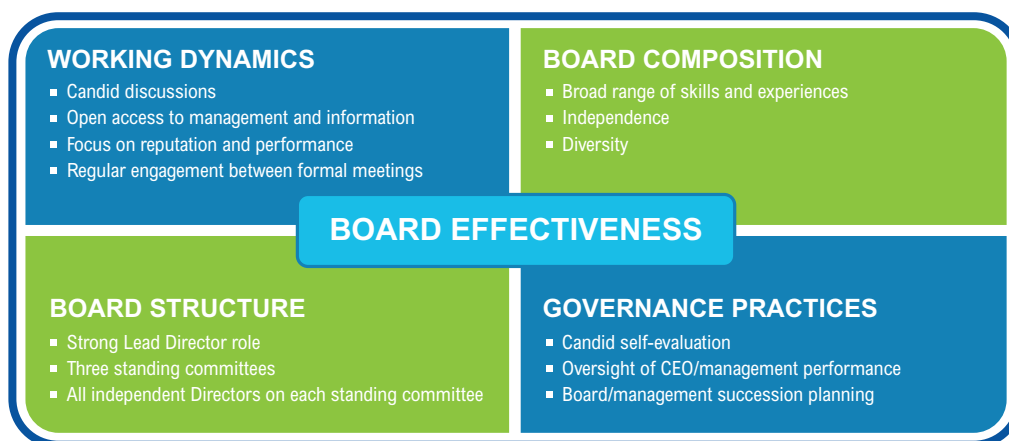 WORKING DYNAMICS
▪ Candid discussions
▪ Open access to management and information
▪ Focus on reputation and performance
▪ Regular engagement between formal meetings
BOARD COMPOSITION
▪ Broad range of skills and experiences
▪ Independence
▪ Diversity
BOARD EFFECTIVENESS
BOARD STRUCTURE
▪ Strong Lead Director role
▪ Three standing committees
▪ All independent Directors on each standing committee
GOVERNANCE PRACTICES
▪ Candid self-evaluation
▪ Oversight of CEO/management performance
▪ Board/management succession planning